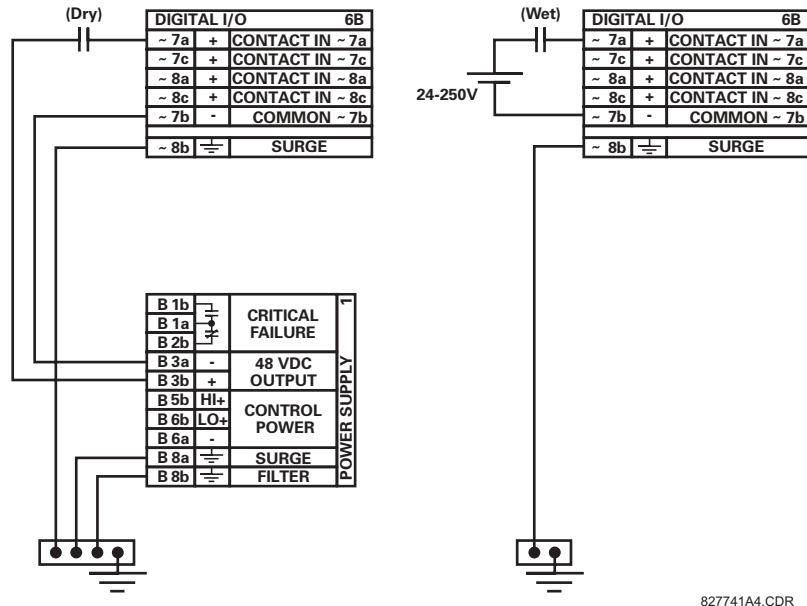 (Dry)
DIGITAL I/O 6B
~ 7a + CONTACT IN ~ 7a
~ 7c + CONTACT IN ~ 7c
~ 8a + CONTACT IN ~ 8a
~ 8c + CONTACT IN ~ 8c
~ 7b - COMMON ~ 7b
~ 8b SURGE
B 1b
B 1a
B 2b
CRITICAL
FAILURE
B 3a -
B 3b +
48 VDC
OUTPUT
B 5b HI+
B 6b LO+
B 6a -
CONTROL
POWER
B 8a SURGE
B 8b FILTER
POWER SUPPLY 1
(Wet)
24-250V
DIGITAL I/O 6B
~ 7a + CONTACT IN ~ 7a
~ 7c + CONTACT IN ~ 7c
~ 8a + CONTACT IN ~ 8a
~ 8c + CONTACT IN ~ 8c
~ 7b - COMMON ~ 7b
~ 8b SURGE
827741A4.CDR